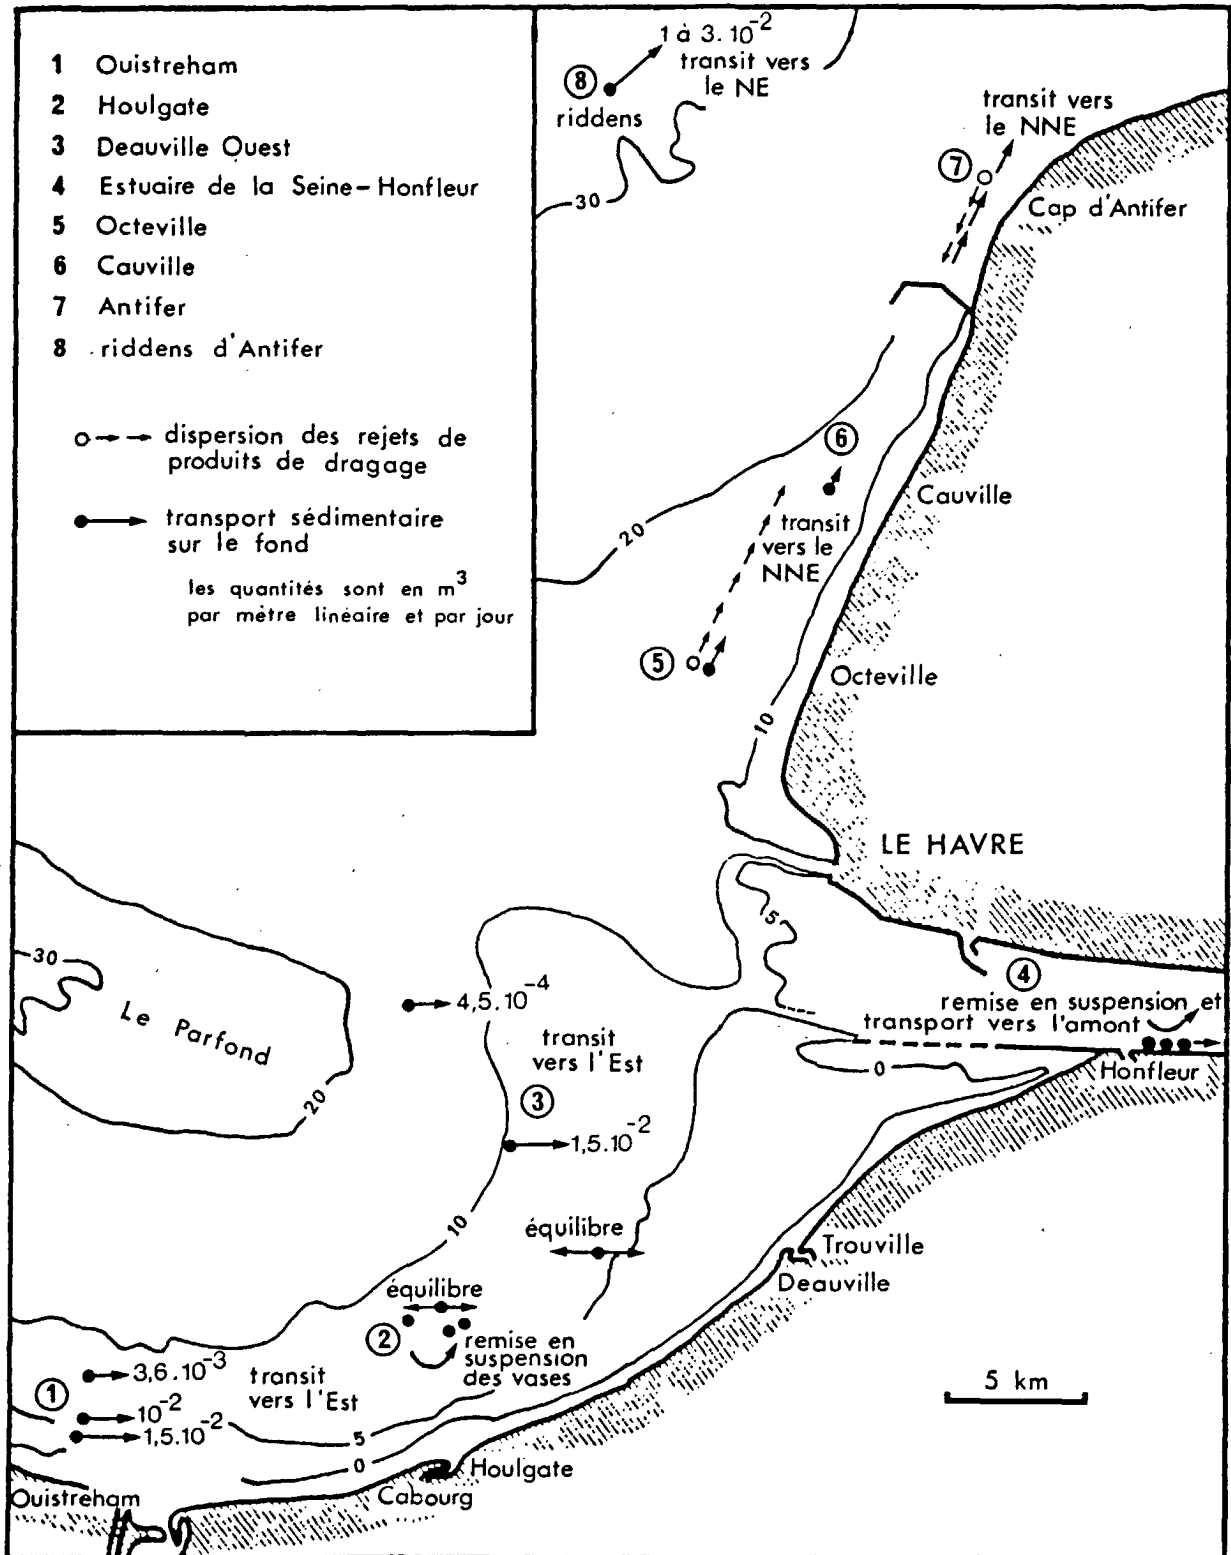 1 Ouistreham
2 Houlgate
3 Deauville Ouest
4 Estuaire de la Seine-Honfleur
5 Octeville
6 Cauville
7 Antifer
8 riddens d'Antifer
dispersion des rejets de
produits de dragage
transport sédimentaire
sur le fond
les quantités sont en m³
par mètre linéaire et par jour
1 à 3.10⁻²
transit vers
le NE
8
riddens
30
transit vers
le NNE
7
Cap d'Antifer
6
20
Cauville
transit
vers le
NNE
5
Octeville
10
LE HAVRE
5
30
Le Parfond
20
4,5.10⁻⁴
transit
vers l'Est
3
1,5.10⁻²
4
remise en suspension et
transport vers l'amont
0
Honfleur
10
équilibre
Trouville
Deauville
équilibre
2
remise en
suspension
des vases
1
3,6.10⁻³
10⁻²
1,5.10⁻²
transit
vers l'Est
5 km
5
0
Houlgate
Cabourg
Ouistreham